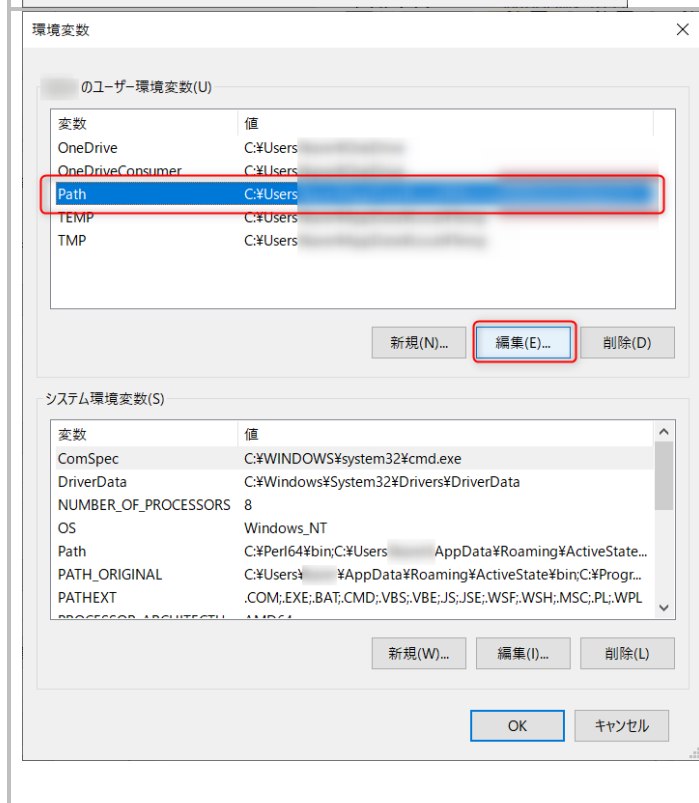 環境変数
のユーザー環境変数(U)
変数 値
OneDrive C:¥Users
OneDriveConsumer C:¥Users
Path C:¥Users
TEMP C:¥Users
TMP C:¥Users
新規(N)... 編集(E)... 削除(D)
システム環境変数(S)
変数 値
ComSpec C:¥WINDOWS¥system32¥cmd.exe
DriverData C:¥Windows¥System32¥Drivers¥DriverData
NUMBER_OF_PROCESSORS 8
OS Windows_NT
Path C:¥Perl64¥bin;C:¥Users AppData¥Roaming¥ActiveState...
PATH_ORIGINAL C:¥Users¥ ¥AppData¥Roaming¥ActiveState¥bin;C:¥Progr...
PATHEXT .COM;.EXE;.BAT;.CMD;.VBS;.VBE;.JS;.JSE;.WSF;.WSH;.MSC;.PL;.WPL
PROCESSOR_ARCHITECTU AMD64
新規(W)... 編集(I)... 削除(L)
OK キャンセル